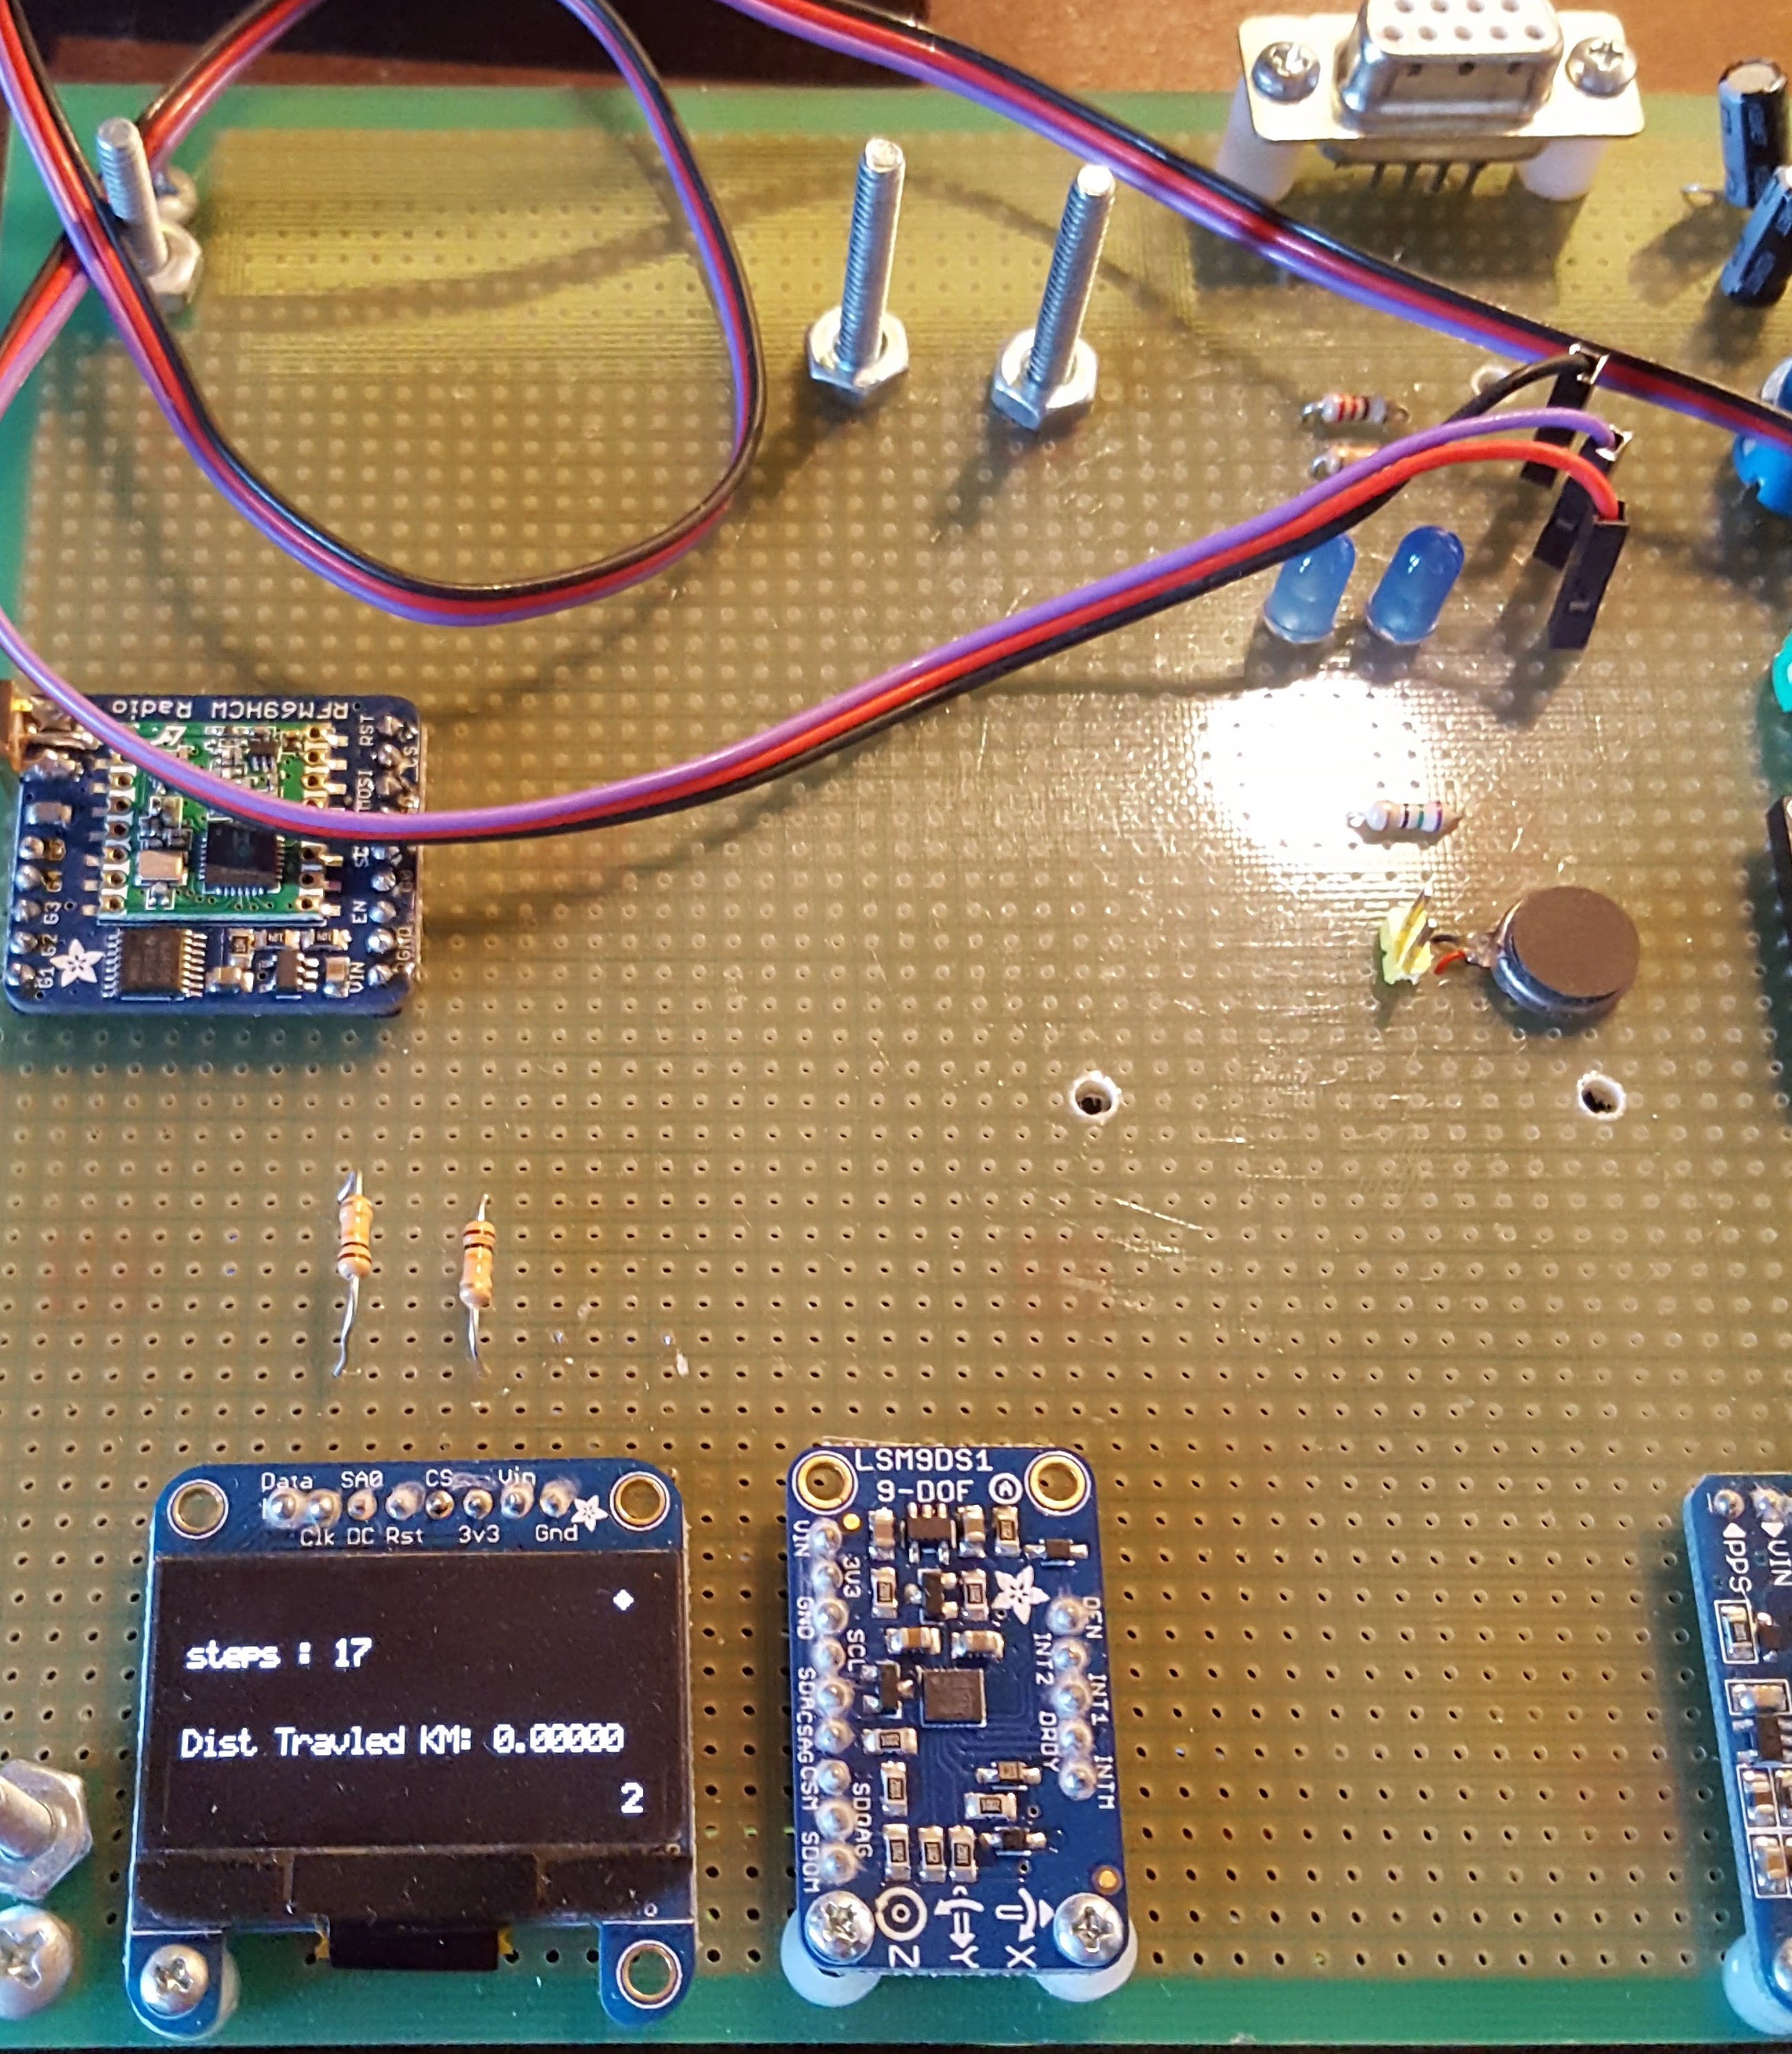 RFM69HCW Radio
RST
CS
MOSI
EN
G3
G2
G1
GND
VIN
Data SA0 CS Vin
Clk DC Rst 3v3 Gnd
steps : 17
Dist Travled KM: 0.00000
2
LSM9DS1
9-DOF
VIN
3V3
GND
SCL
SDA
CSAG
CSM
SDOAG
SDOM
DEN
INT2
INT1
DRDY
INTM
Z
Y
X
PPS
VIN